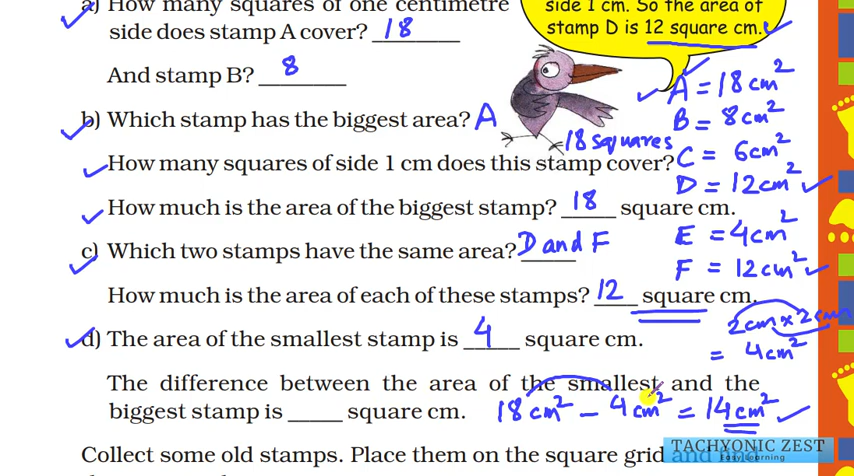 a) How many squares of one centimetre
side does stamp A cover? 18
And stamp B? 8
side 1 cm. So the area of
stamp D is 12 square cm.
b) Which stamp has the biggest area? A
18 squares
How many squares of side 1 cm does this stamp cover?
How much is the area of the biggest stamp? 18 square cm.
c) Which two stamps have the same area? D and F
How much is the area of each of these stamps? 12 square cm.
d) The area of the smallest stamp is 4 square cm.
The difference between the area of the smallest and the
biggest stamp is ______ square cm. 18 cm² – 4 cm² = 14 cm²
Collect some old stamps. Place them on the square grid and find
A = 18 cm²
B = 8 cm²
C = 6 cm²
D = 12 cm²
E = 4 cm²
F = 12 cm²
2 cm × 2 cm
= 4 cm²
TACHYONIC ZEST
Easy Learning